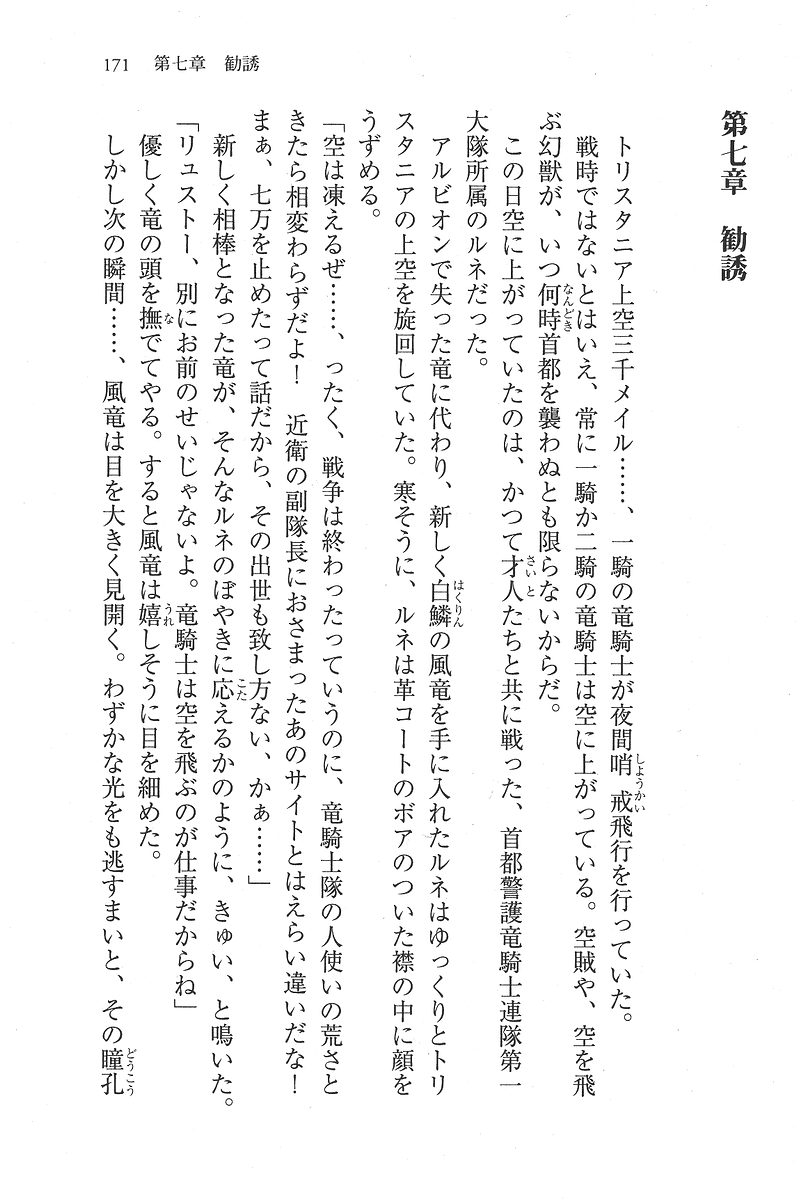 171　第七章　勧誘
第七章　勧誘
　トリスタニア上空三千メイル……、一騎の竜騎士が夜間哨戒飛行を行っていた。
　戦時ではないとはいえ、常に一騎か二騎の竜騎士は空に上がっている。空賊や、空を飛
ぶ幻獣が、いつ何時首都を襲わぬとも限らないからだ。
　この日空に上がっていたのは、かつて才人たちと共に戦った、首都警護竜騎士連隊第一
大隊所属のルネだった。
　アルビオンで失った竜に代わり、新しく白鱗の風竜を手に入れたルネはゆっくりとトリ
スタニアの上空を旋回していた。寒そうに、ルネは革コートのボアのついた襟の中に顔を
うずめる。
「空は凍えるぜ……、ったく、戦争は終わったっていうのに、竜騎士隊の人使いの荒さと
きたら相変わらずだよ！　近衛の副隊長におさまったあのサイトとはえらい違いだな！
まぁ、七万を止めたって話だから、その出世も致し方ない、かぁ……」
　新しく相棒となった竜が、そんなルネのぼやきに応えるかのように、きゅい、と鳴いた。
「リュストー、別にお前のせいじゃないよ。竜騎士は空を飛ぶのが仕事だからね」
　優しく竜の頭を撫でてやる。すると風竜は嬉しそうに目を細めた。
　しかし次の瞬間……、風竜は目を大きく見開く。わずかな光をも逃すまいと、その瞳孔